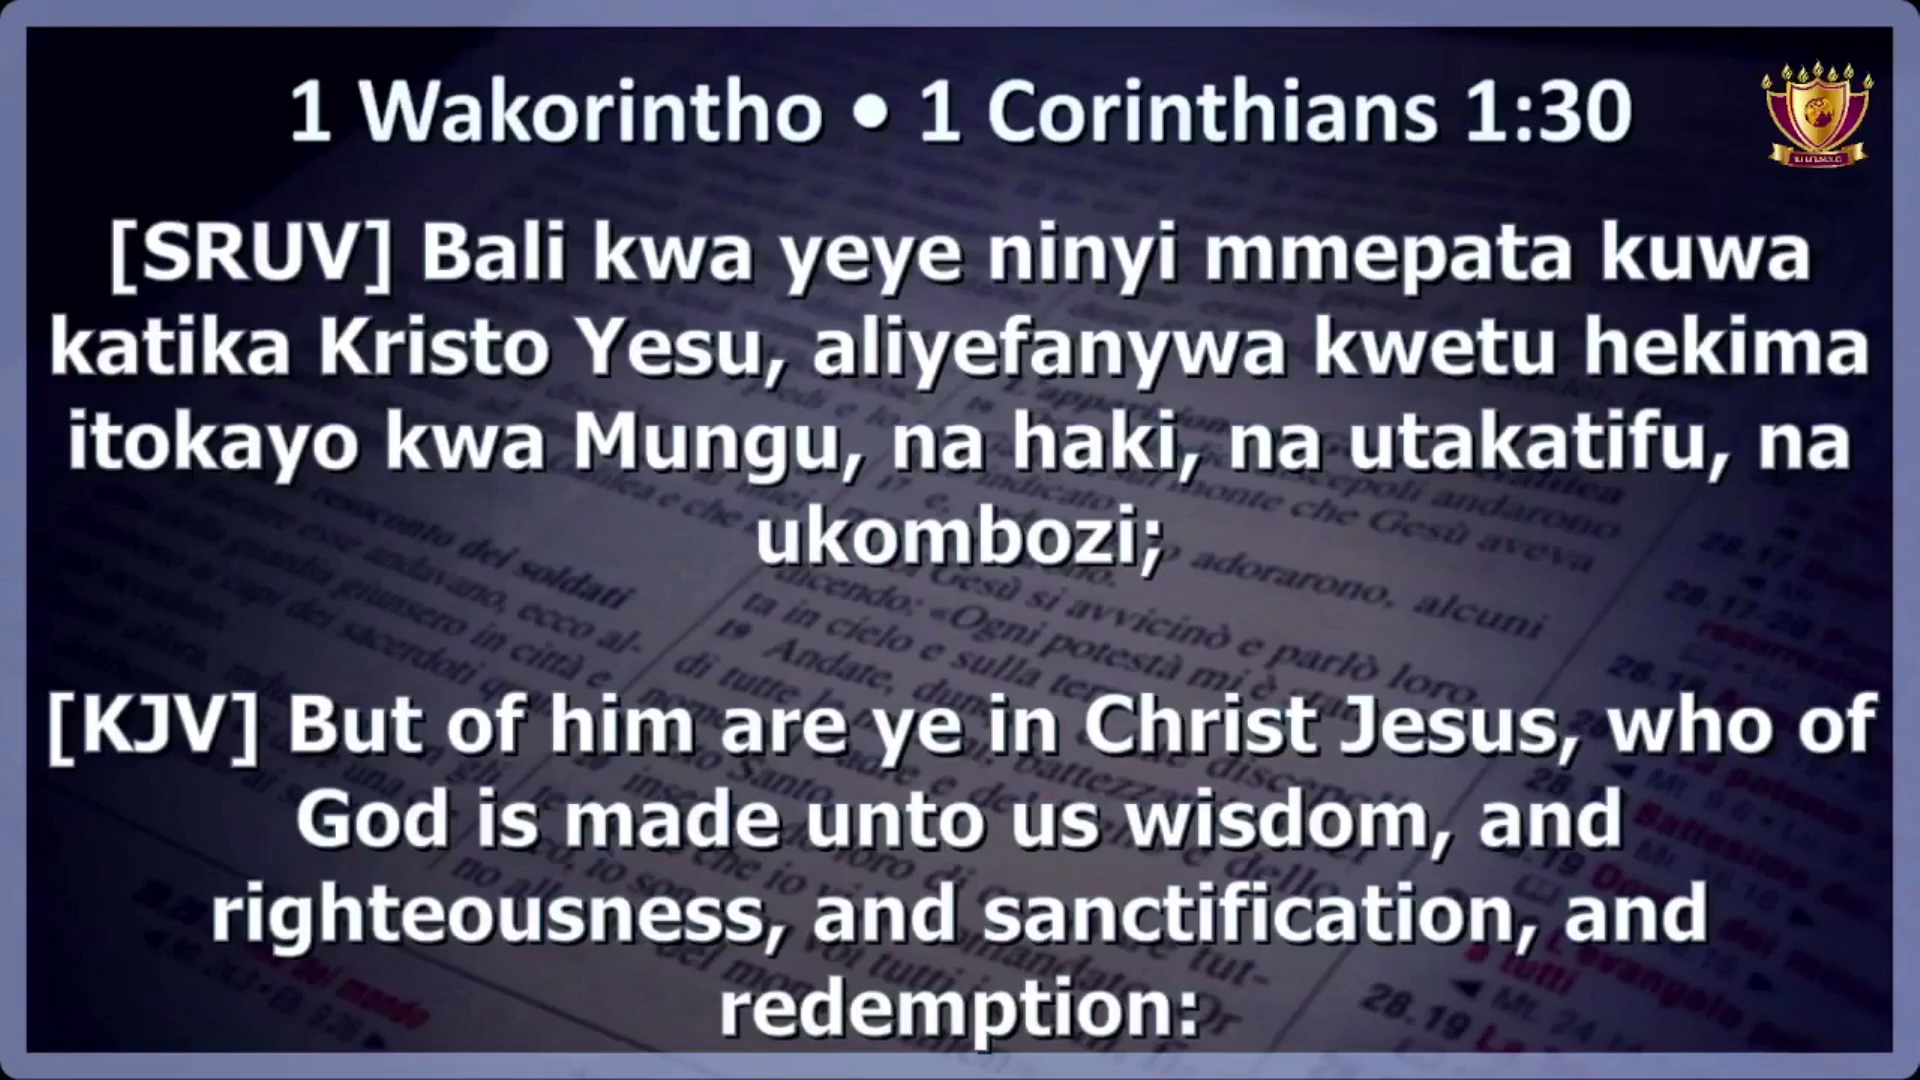 1 Wakorintho • 1 Corinthians 1:30
[SRUV] Bali kwa yeye ninyi mmepata kuwa
katika Kristo Yesu, aliyefanywa kwetu hekima
itokayo kwa Mungu, na haki, na utakatifu, na
ukombozi;
[KJV] But of him are ye in Christ Jesus, who of
God is made unto us wisdom, and
righteousness, and sanctification, and
redemption: